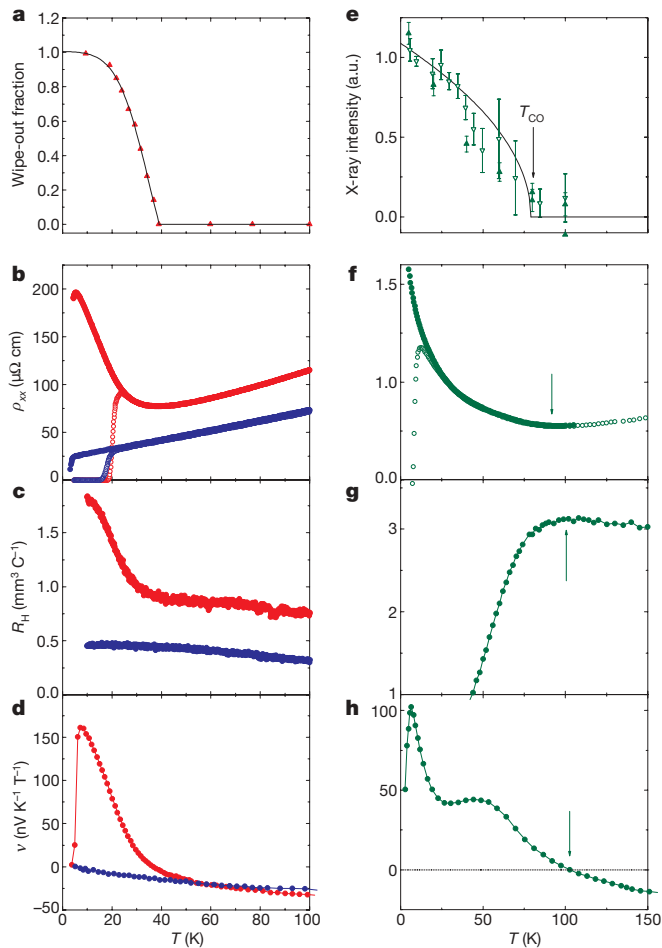 a
1.2
1.0
0.8
0.6
0.4
0.2
0.0
Wipe-out fraction
b
200
150
100
50
0
ρxx (μΩ cm)
c
1.5
1.0
0.5
0.0
RH (mm³ C⁻¹)
d
150
100
50
0
−50
ν (nV K⁻¹ T⁻¹)
0 20 40 60 80 100
T (K)
e
1.0
0.5
0.0
X-ray intensity (a.u.)
TCO
0 50 100 150
f
1.5
1.0
0.0
g
3
2
1
h
100
50
0
0 50 100 150
T (K)